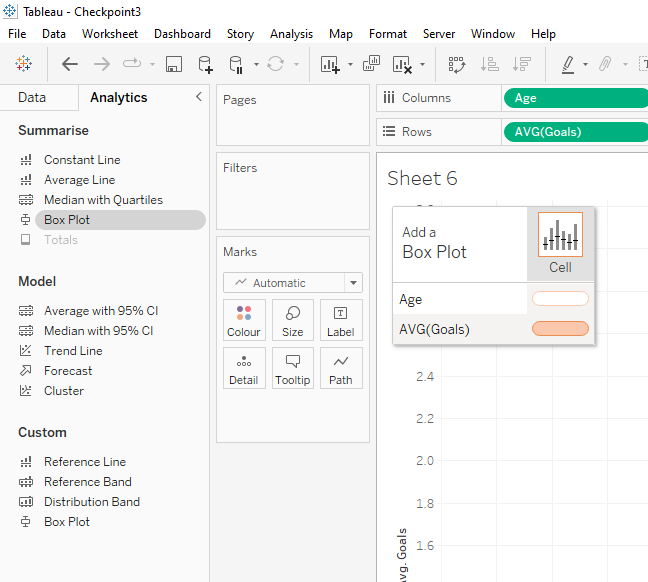 Tableau - Checkpoint3
File Data Worksheet Dashboard Story Analysis Map Format Server Window Help
Data Analytics
Summarise
Constant Line
Average Line
Median with Quartiles
Box Plot
Totals
Model
Average with 95% CI
Median with 95% CI
Trend Line
Forecast
Cluster
Custom
Reference Line
Reference Band
Distribution Band
Box Plot
Pages
Filters
Marks
Automatic
Colour Size Label
Detail Tooltip Path
Columns Age
Rows AVG(Goals)
Sheet 6
Add a
Box Plot
Cell
Age
AVG(Goals)
2.4
2.2
2.0
1.8
1.6
Goals